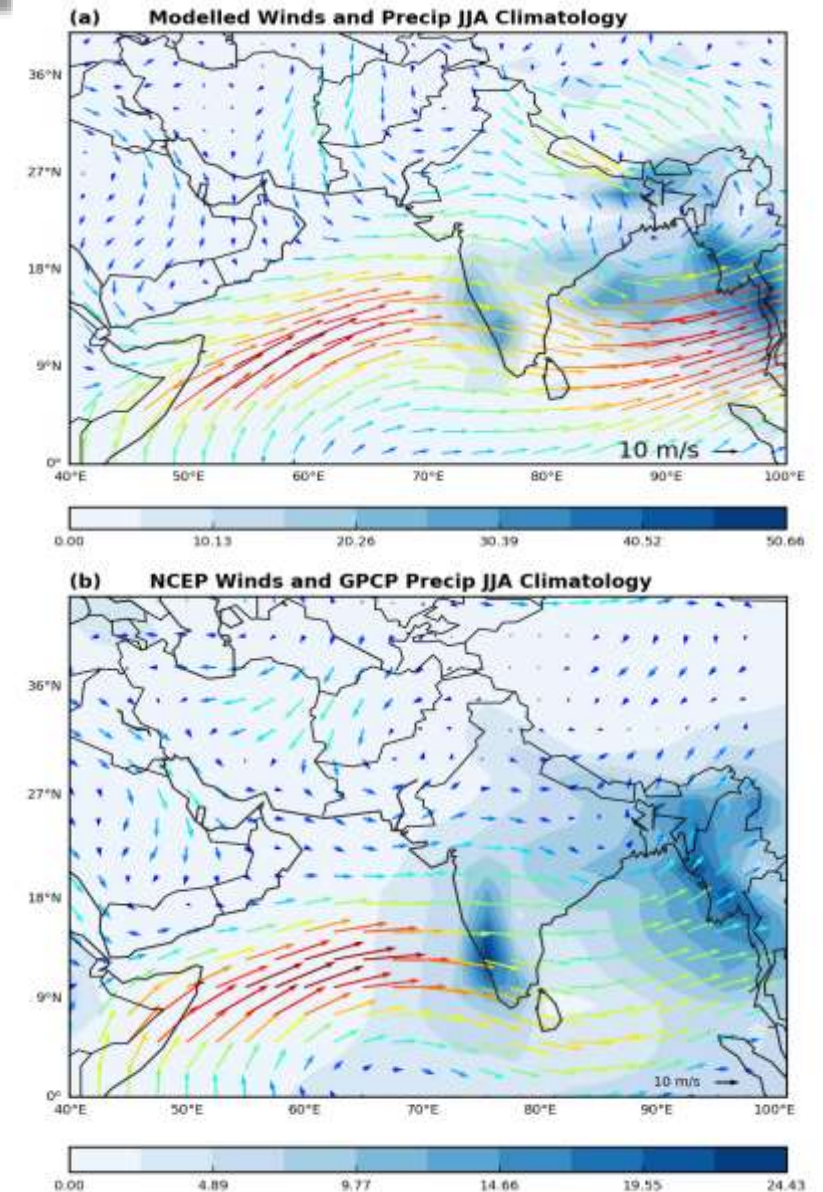 (a) Modelled Winds and Precip JJA Climatology
36°N
27°N
18°N
9°N
0°
10 m/s
40°E 50°E 60°E 70°E 80°E 90°E 100°E
0.00 10.13 20.26 30.39 40.52 50.66
(b) NCEP Winds and GPCP Precip JJA Climatology
36°N
27°N
18°N
9°N
0°
10 m/s
40°E 50°E 60°E 70°E 80°E 90°E 100°E
0.00 4.89 9.77 14.66 19.55 24.43